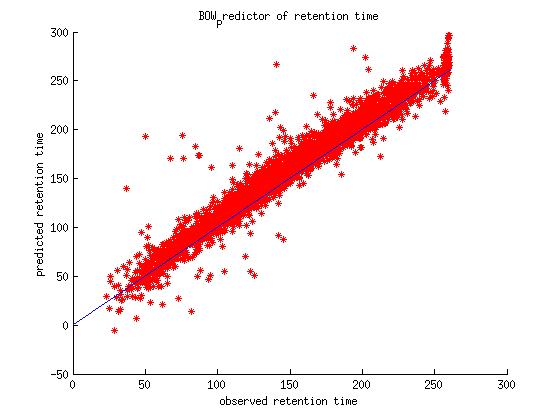 BOW_predictor of retention time
300
250
200
150
100
50
0
-50
predicted retention time
0 50 100 150 200 250 300
observed retention time